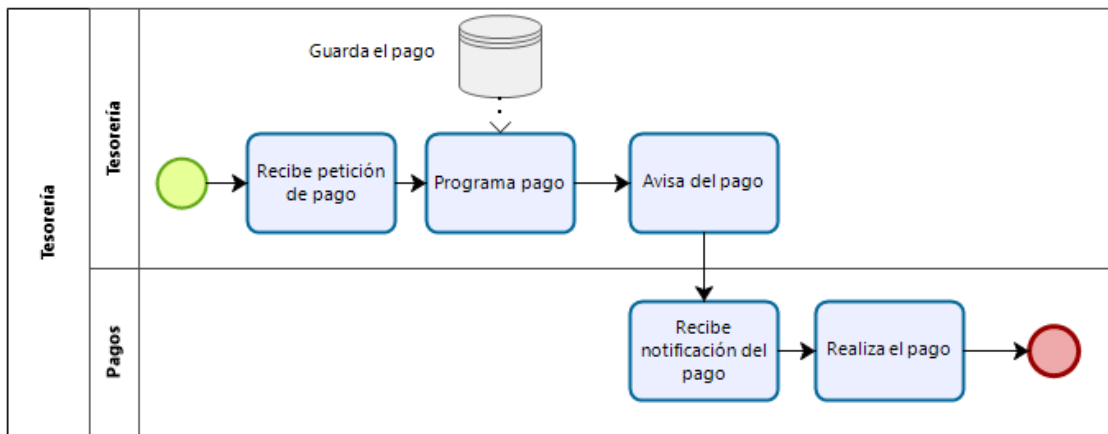 Tesorería
Tesorería
Guarda el pago
Recibe petición
de pago
Programa pago
Avisa del pago
Pagos
Recibe
notificación del
pago
Realiza el pago